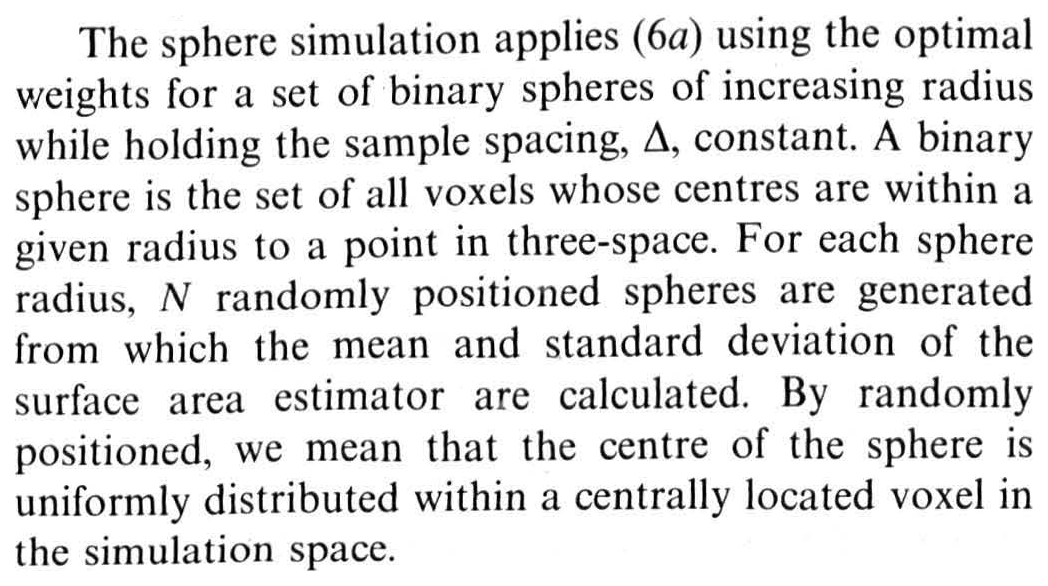 The sphere simulation applies (6a) using the optimal
weights for a set of binary spheres of increasing radius
while holding the sample spacing, Δ, constant. A binary
sphere is the set of all voxels whose centres are within a
given radius to a point in three-space. For each sphere
radius, N randomly positioned spheres are generated
from which the mean and standard deviation of the
surface area estimator are calculated. By randomly
positioned, we mean that the centre of the sphere is
uniformly distributed within a centrally located voxel in
the simulation space.